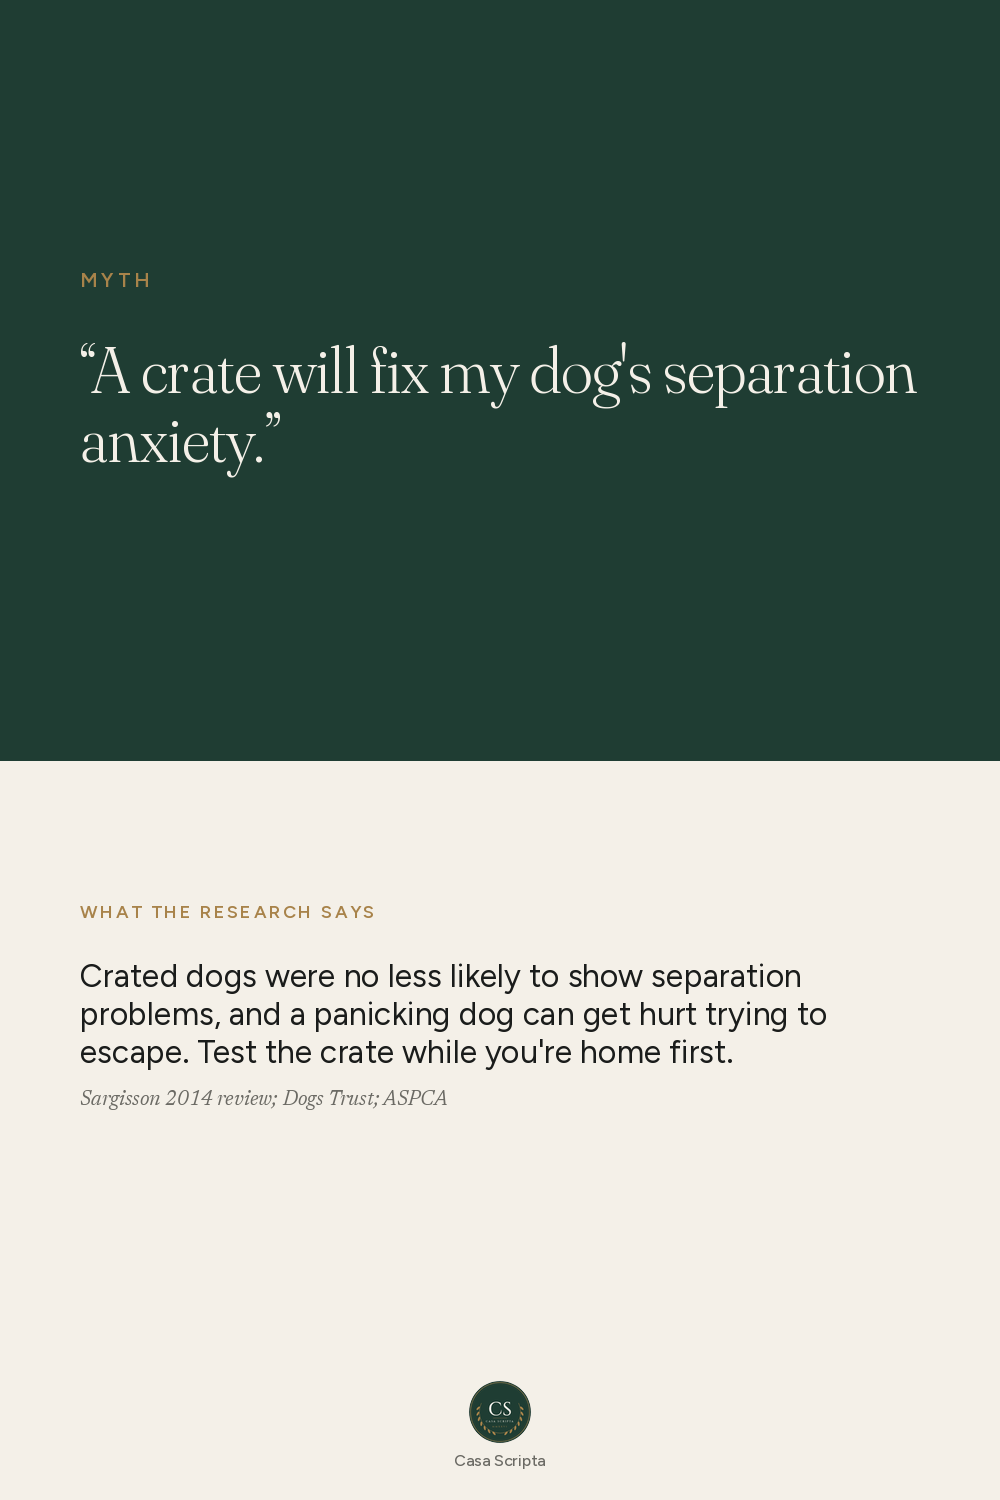 MYTH
“A crate will fix my dog's separation
anxiety.”
WHAT THE RESEARCH SAYS
Crated dogs were no less likely to show separation
problems, and a panicking dog can get hurt trying to
escape. Test the crate while you're home first.
Sargisson 2014 review; Dogs Trust; ASPCA
CS
CASA SCRIPTA
Casa Scripta